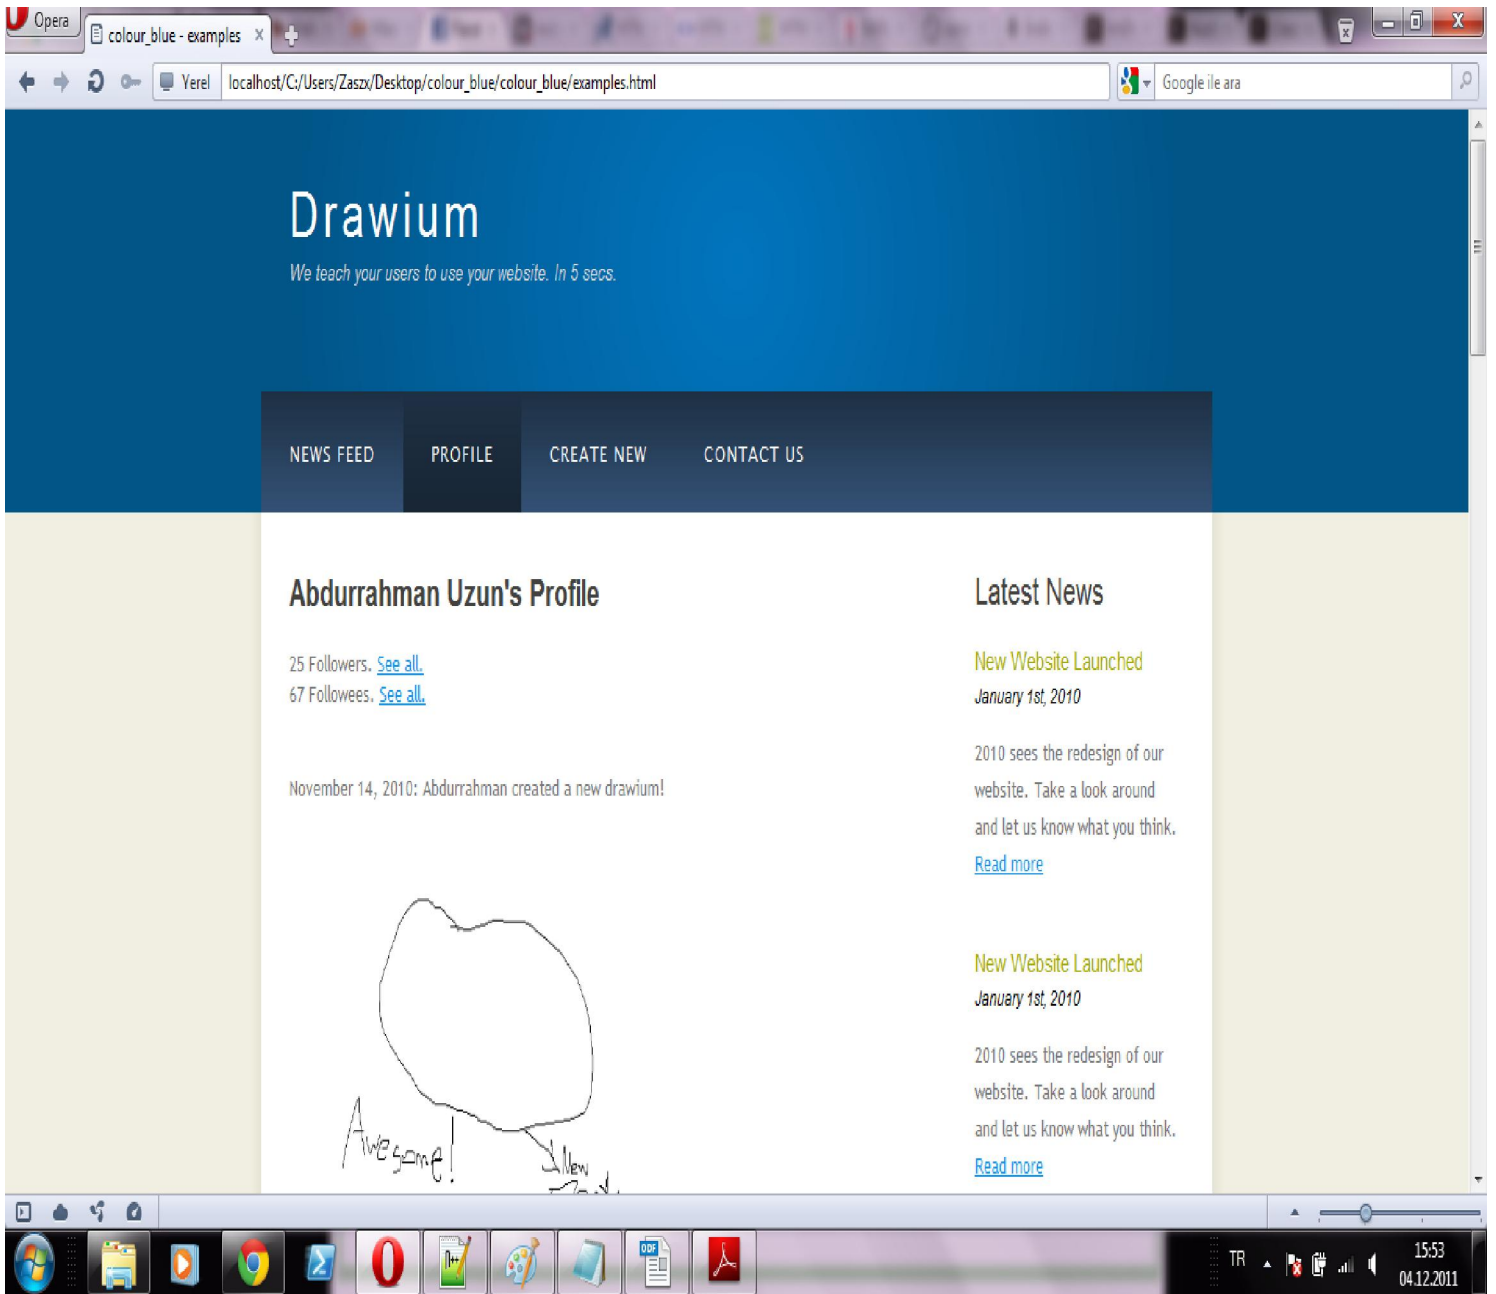 Opera
colour_blue - examples
Yerel
localhost/C:/Users/Zaszx/Desktop/colour_blue/colour_blue/examples.html
Google ile ara
Drawium
We teach your users to use your website. In 5 secs.
NEWS FEED
PROFILE
CREATE NEW
CONTACT US
Abdurrahman Uzun's Profile
25 Followers. See all.
67 Followees. See all.
November 14, 2010: Abdurrahman created a new drawium!
Awesome!
New
Latest News
New Website Launched
January 1st, 2010
2010 sees the redesign of our
website. Take a look around
and let us know what you think.
Read more
New Website Launched
January 1st, 2010
2010 sees the redesign of our
website. Take a look around
and let us know what you think.
Read more
TR
15:53
04.12.2011